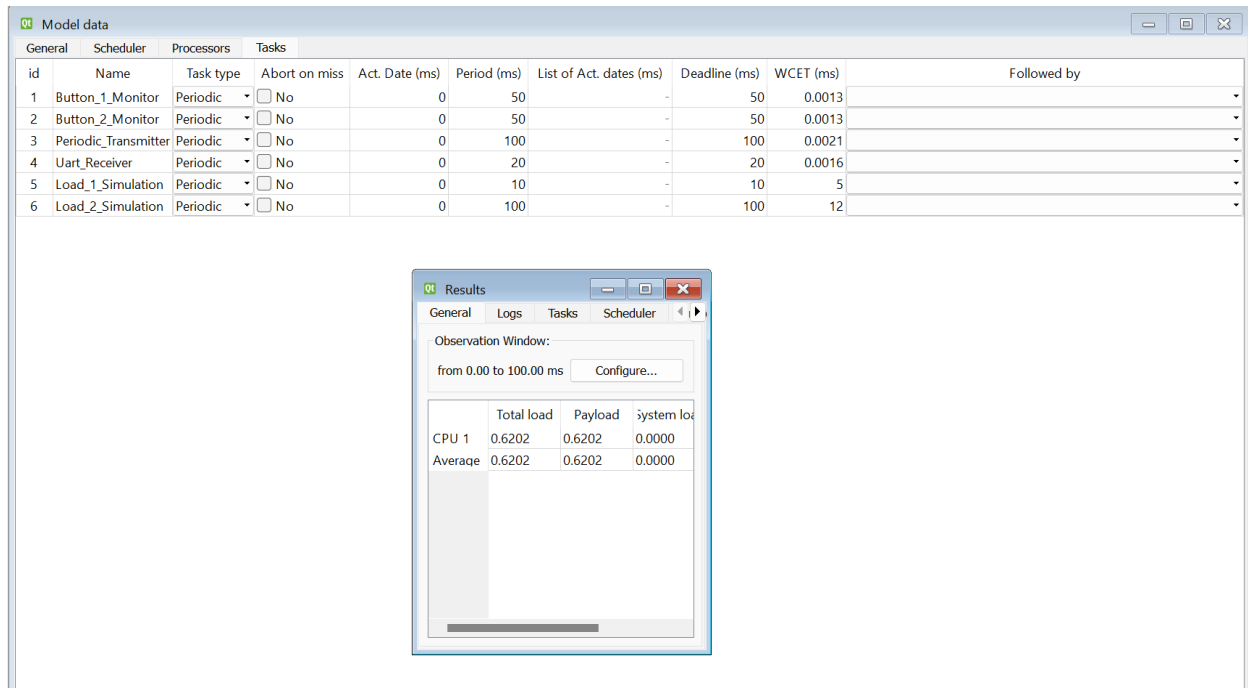 Qt Model data
General Scheduler Processors Tasks
id Name Task type Abort on miss Act. Date (ms) Period (ms) List of Act. dates (ms) Deadline (ms) WCET (ms) Followed by
1 Button_1_Monitor Periodic No 0 50 - 50 0.0013
2 Button_2_Monitor Periodic No 0 50 - 50 0.0013
3 Periodic_Transmitter Periodic No 0 100 - 100 0.0021
4 Uart_Receiver Periodic No 0 20 - 20 0.0016
5 Load_1_Simulation Periodic No 0 10 - 10 5
6 Load_2_Simulation Periodic No 0 100 - 100 12
Qt Results
General Logs Tasks Scheduler
Observation Window:
from 0.00 to 100.00 ms Configure...
Total load Payload System loa
CPU 1 0.6202 0.6202 0.0000
Average 0.6202 0.6202 0.0000